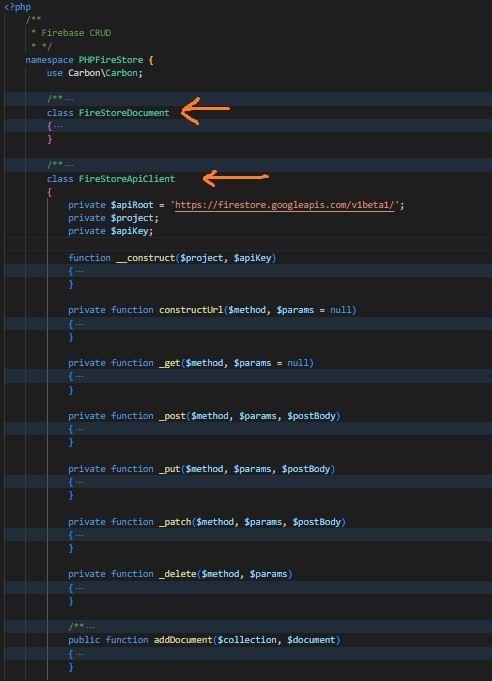 <?php
/**
* Firebase CRUD
* */
namespace PHPFireStore {
use Carbon\Carbon;
/**...
class FireStoreDocument
{...
}
/**...
class FireStoreApiClient
{
private $apiRoot = 'https://firestore.googleapis.com/v1beta1/';
private $project;
private $apiKey;
function __construct($project, $apiKey)
{...
}
private function constructUrl($method, $params = null)
{...
}
private function _get($method, $params = null)
{...
}
private function _post($method, $params, $postBody)
{...
}
private function _put($method, $params, $postBody)
{...
}
private function _patch($method, $params, $postBody)
{...
}
private function _delete($method, $params)
{...
}
/**...
public function addDocument($collection, $document)
{...
}